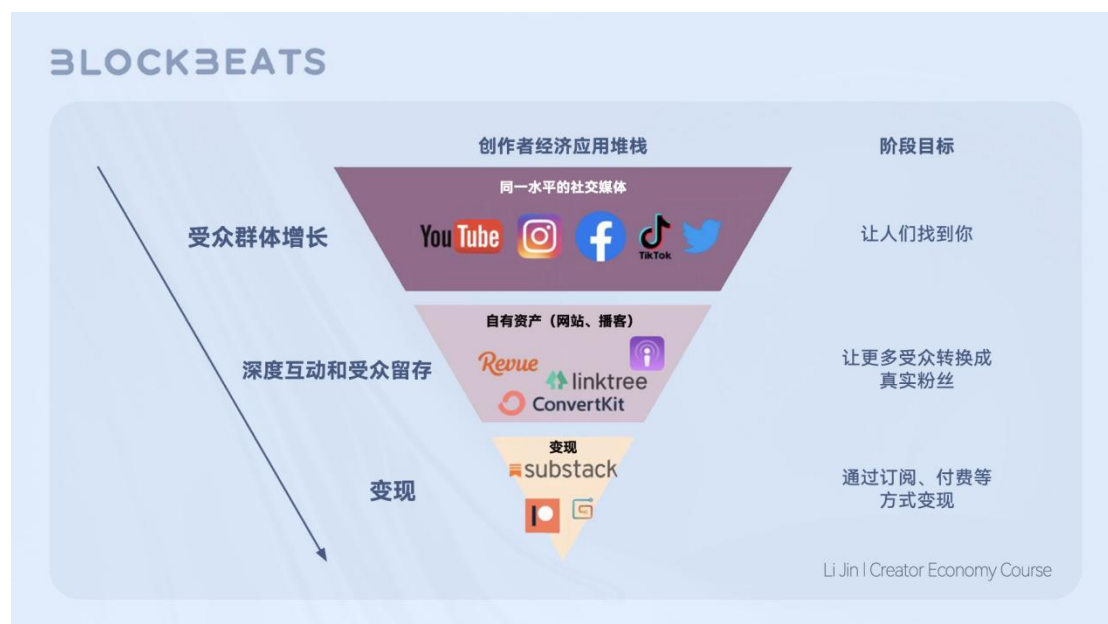 BLOCKBEATS
创作者经济应用堆栈
阶段目标
同一水平的社交媒体
受众群体增长
YouTube
TikTok
让人们找到你
自有资产（网站、播客）
深度互动和受众留存
Revue
linktree
ConvertKit
让更多受众转换成
真实粉丝
变现
变现
substack
通过订阅、付费等
方式变现
Li Jin | Creator Economy Course